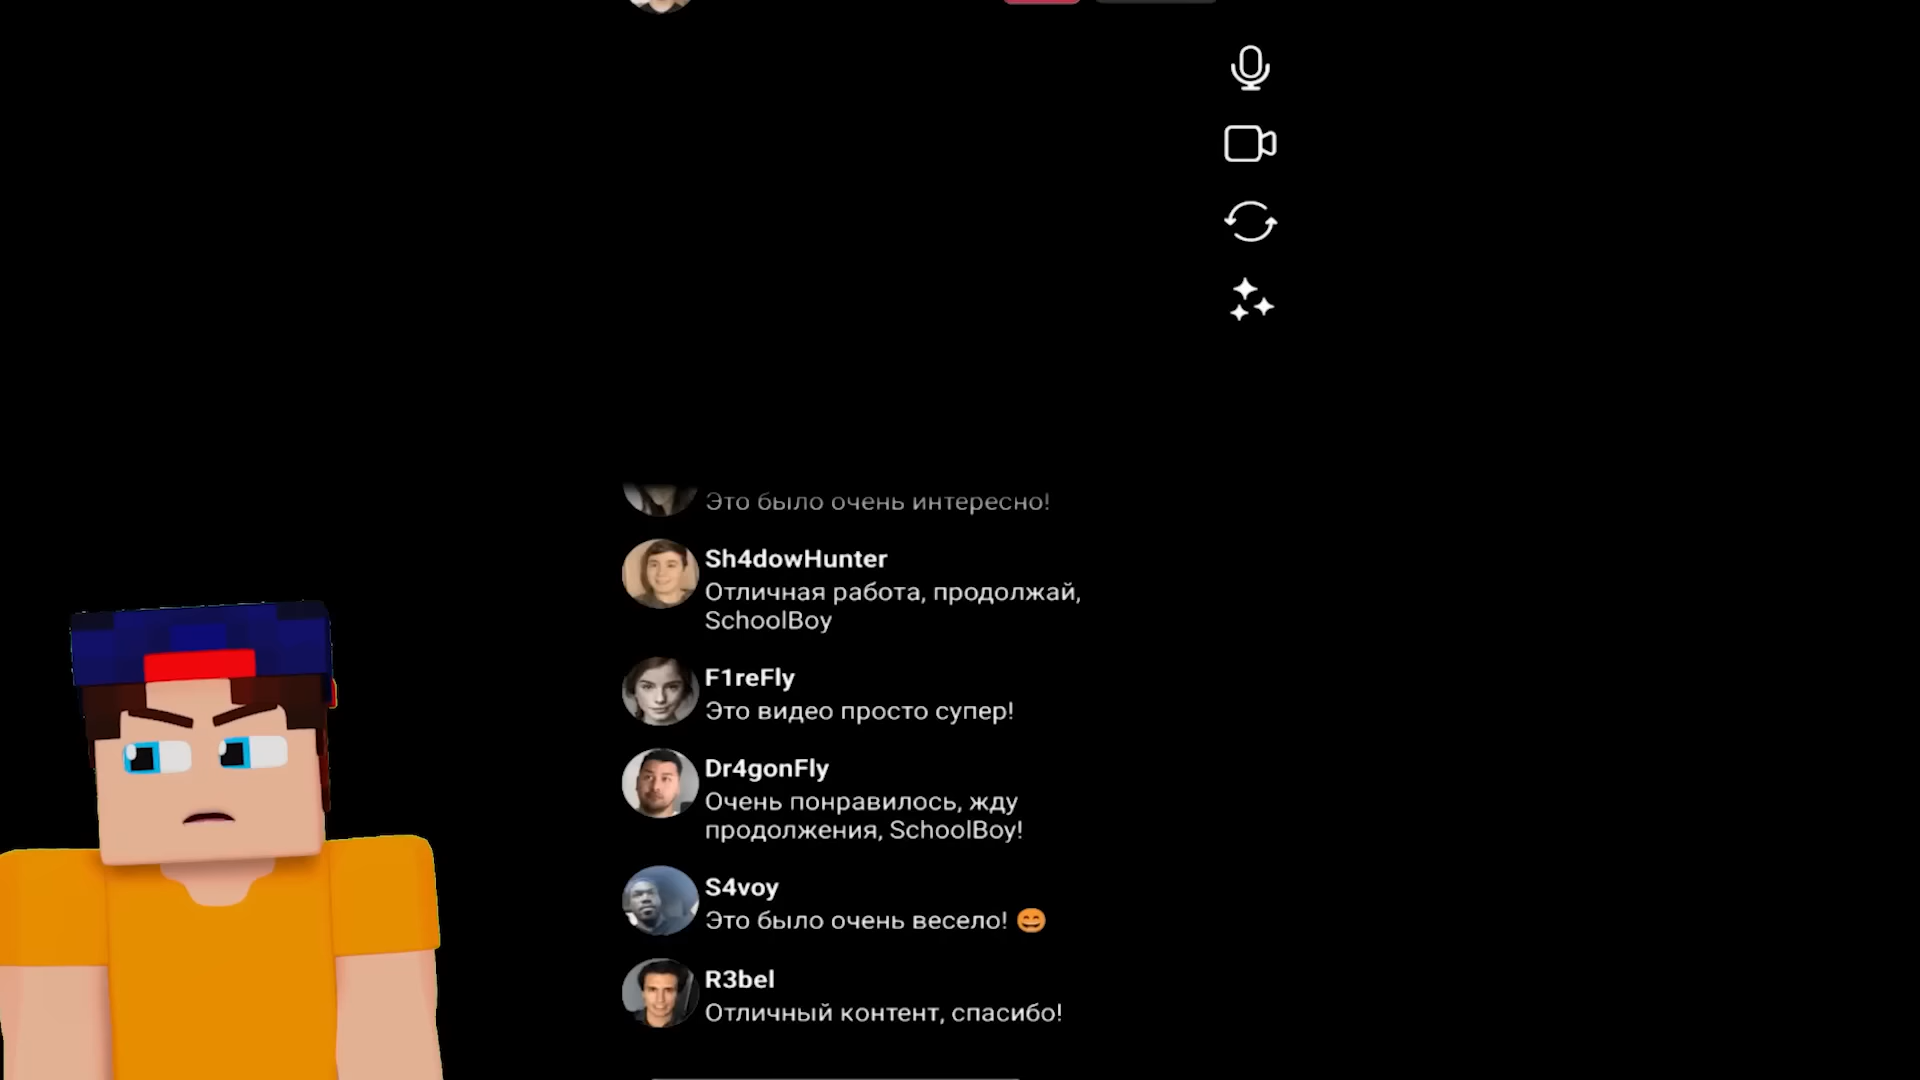 Это было очень интересно!
Sh4dowHunter
Отличная работа, продолжай,
SchoolBoy
F1reFly
Это видео просто супер!
Dr4gonFly
Очень понравилось, жду
продолжения, SchoolBoy!
S4voy
Это было очень весело! 😄
R3bel
Отличный контент, спасибо!